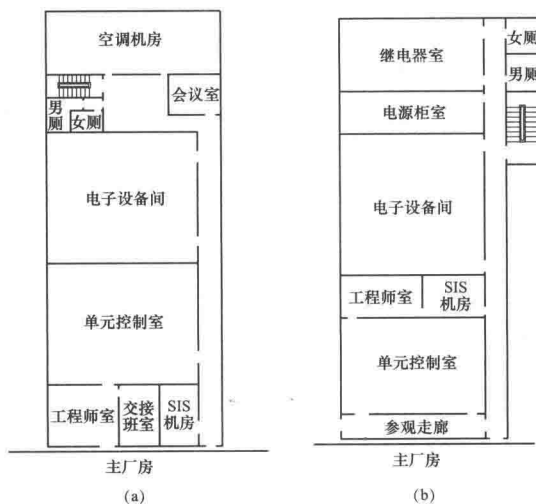 空调机房
会议室
男
厕
女厕
电子设备间
单元控制室
工程师室
交接
班室
SIS
机房
主厂房
(a)
女厕
继电器室
男厕
电源柜室
电子设备间
工程师室
SIS
机房
单元控制室
参观走廊
主厂房
(b)